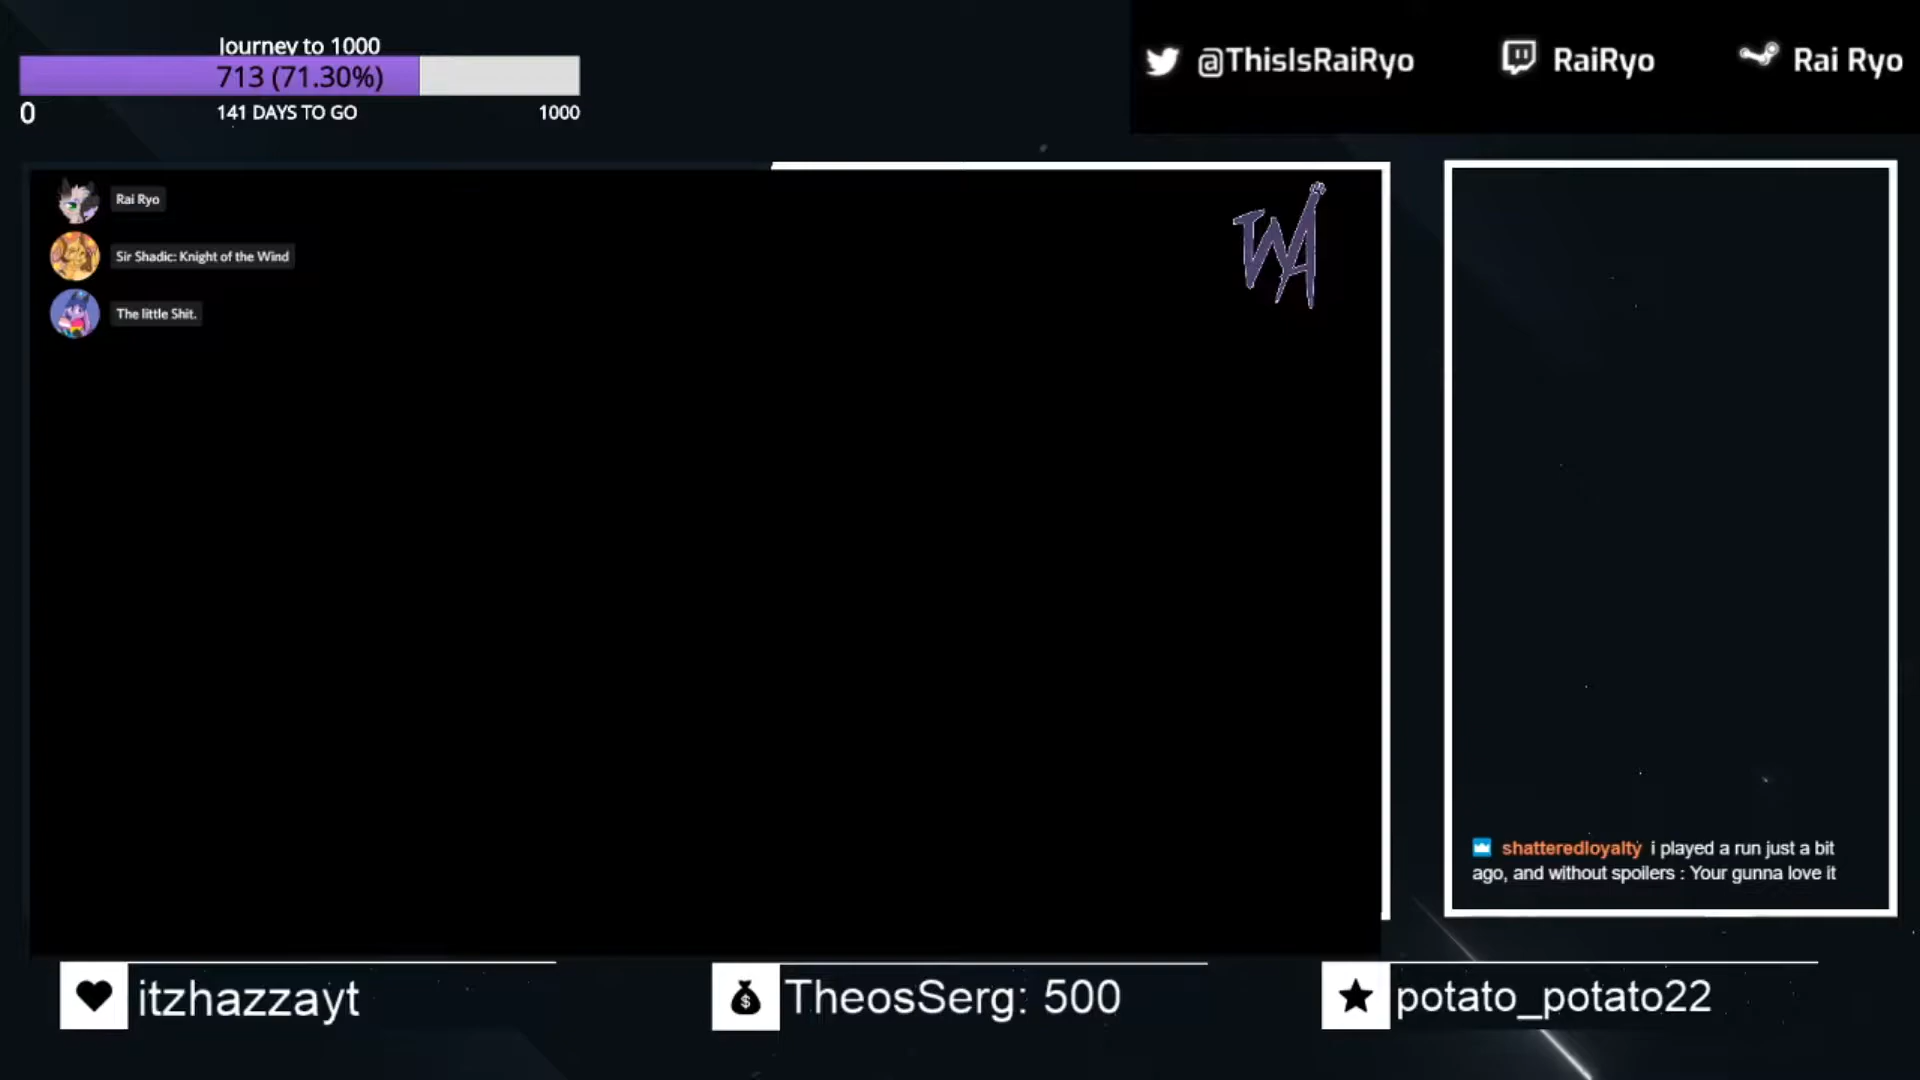 Journey to 1000
713 (71.30%)
0
141 DAYS TO GO
1000
@ThisIsRaiRyo
RaiRyo
Rai Ryo
Rai Ryo
Sir Shadic: Knight of the Wind
The little Shit.
TWA
shatteredloyalty i played a run just a bit
ago, and without spoilers : Your gunna love it
itzhazzayt
TheosSerg: 500
potato_potato22